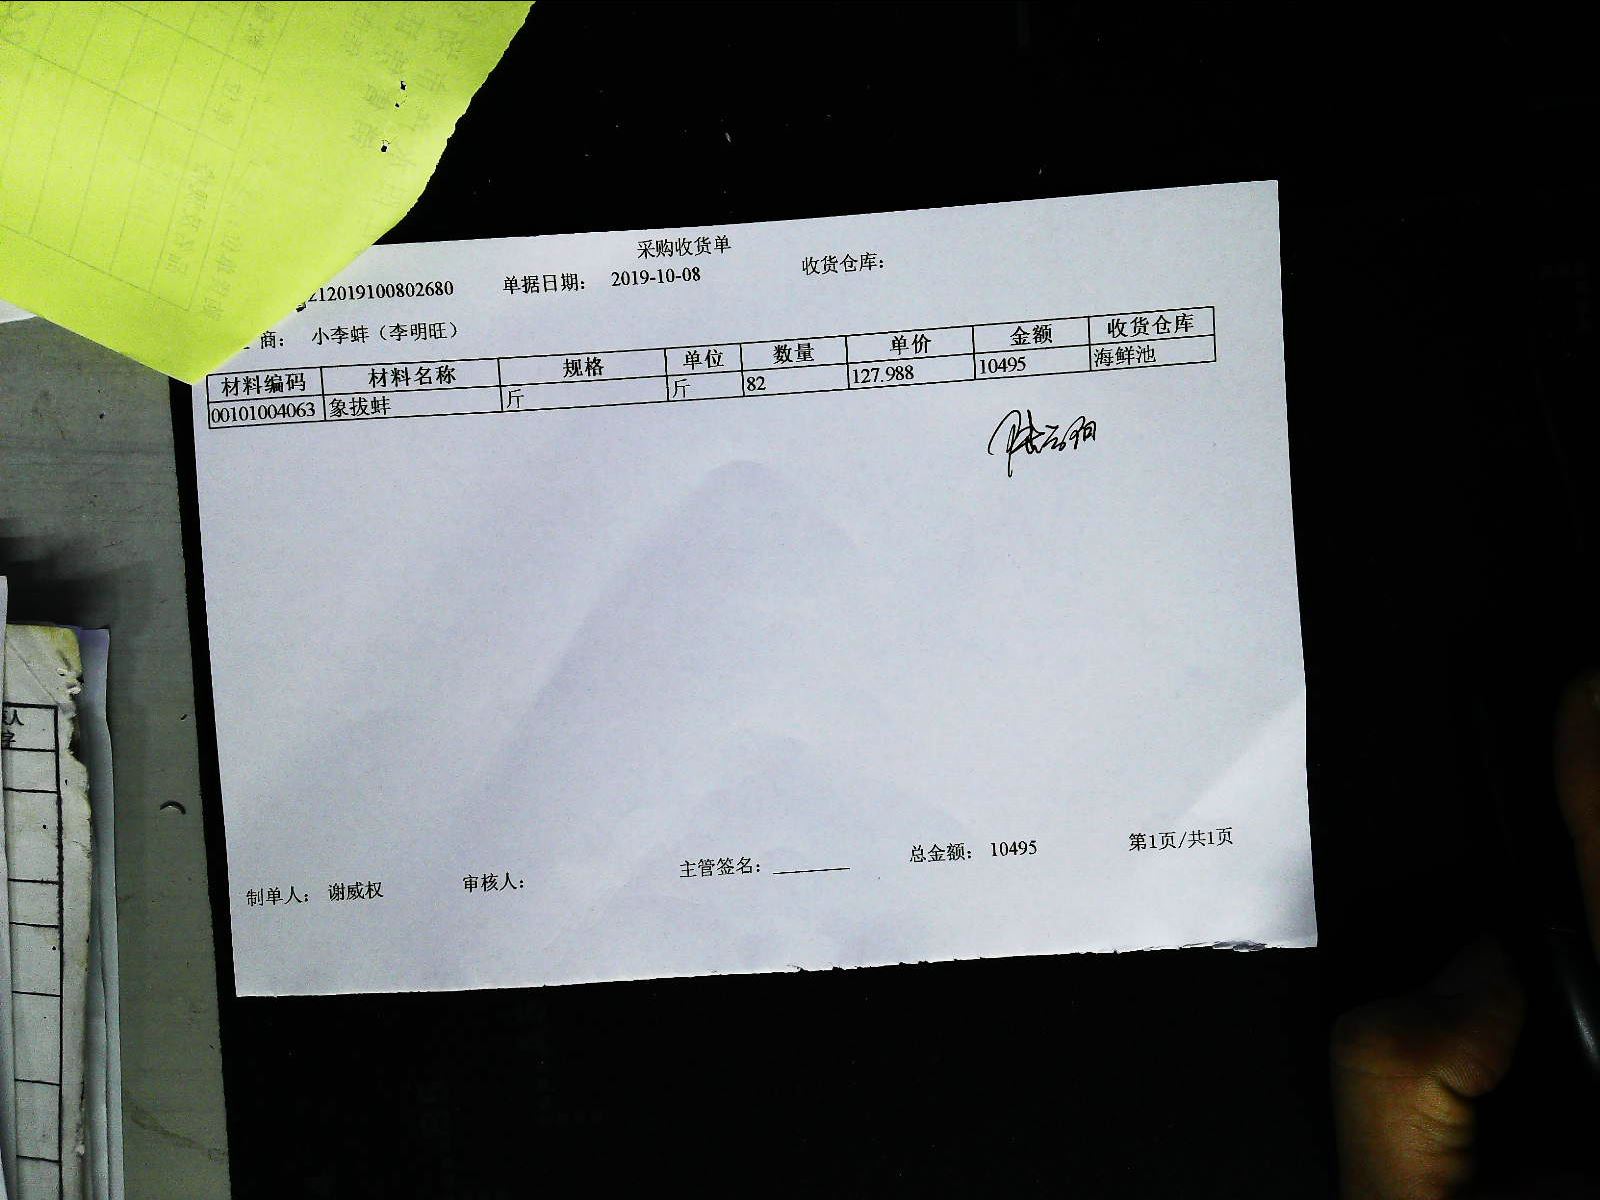 采购收货单
212019100802680 单据日期： 2019-10-08 收货仓库：
商： 小李蚌（李明旺）
材料编码 材料名称 规格 单位 数量 单价 金额 收货仓库
00101004063 象拔蚌 斤 斤 82 127.988 10495 海鲜池
制单人： 谢威权 审核人： 主管签名： 总金额： 10495 第1页/共1页